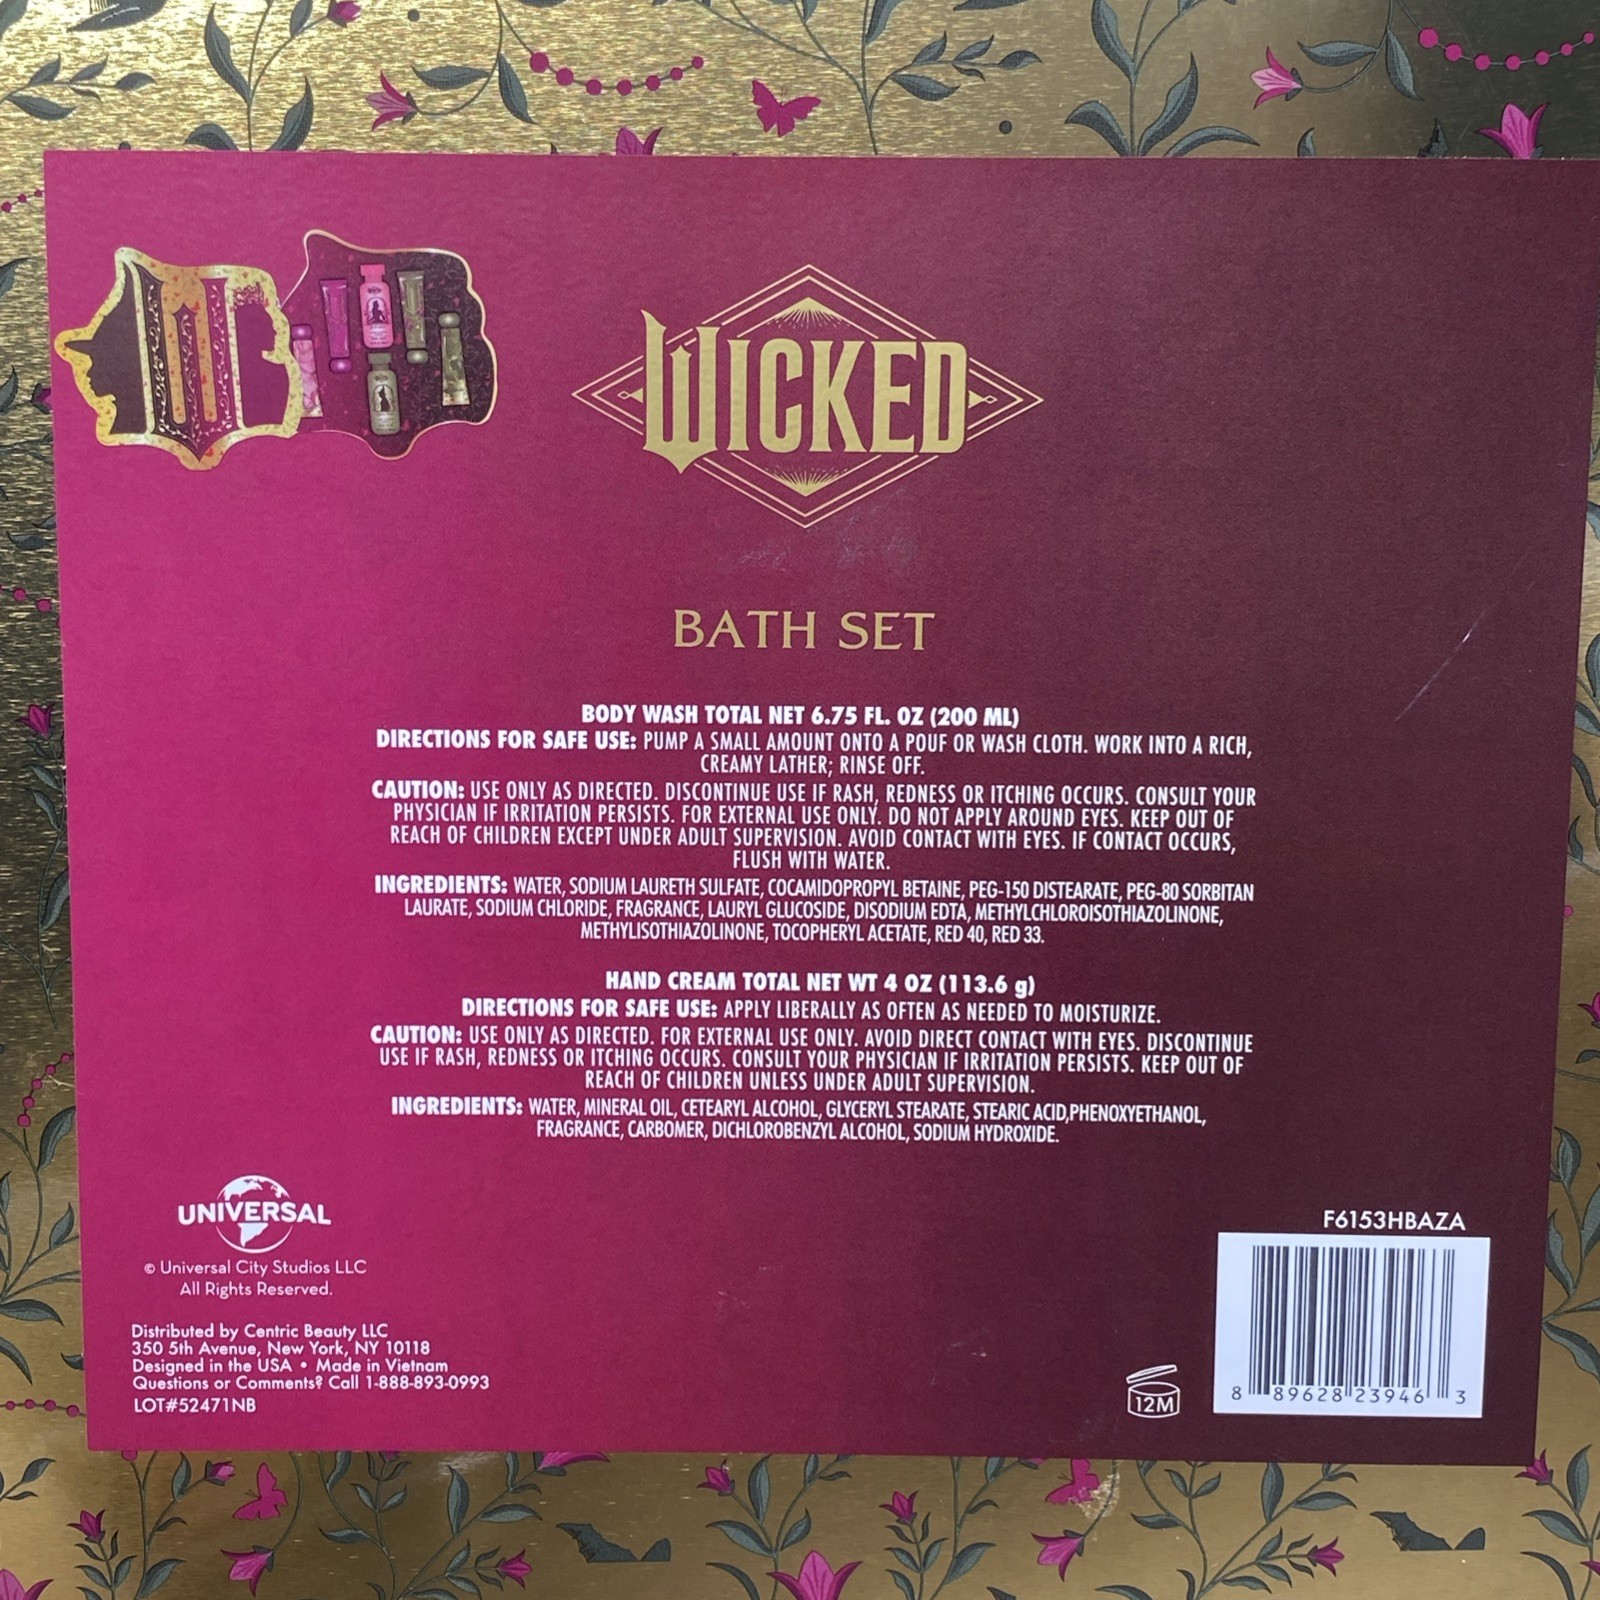 WICKED
BATH SET
BODY WASH TOTAL NET 6.75 FL. OZ (200 ML)
DIRECTIONS FOR SAFE USE: PUMP A SMALL AMOUNT ONTO A POUF OR WASH CLOTH. WORK INTO A RICH,
CREAMY LATHER; RINSE OFF.
CAUTION: USE ONLY AS DIRECTED. DISCONTINUE USE IF RASH, REDNESS OR ITCHING OCCURS. CONSULT YOUR
PHYSICIAN IF IRRITATION PERSISTS. FOR EXTERNAL USE ONLY. DO NOT APPLY AROUND EYES. KEEP OUT OF
REACH OF CHILDREN EXCEPT UNDER ADULT SUPERVISION. AVOID CONTACT WITH EYES. IF CONTACT OCCURS,
FLUSH WITH WATER.
INGREDIENTS: WATER, SODIUM LAURETH SULFATE, COCAMIDOPROPYL BETAINE, PEG-150 DISTEARATE, PEG-80 SORBITAN
LAURATE, SODIUM CHLORIDE, FRAGRANCE, LAURYL GLUCOSIDE, DISODIUM EDTA, METHYLCHLOROISOTHIAZOLINONE,
METHYLISOTHIAZOLINONE, TOCOPHERYL ACETATE, RED 40, RED 33.
HAND CREAM TOTAL NET WT 4 OZ (113.6 g)
DIRECTIONS FOR SAFE USE: APPLY LIBERALLY AS OFTEN AS NEEDED TO MOISTURIZE.
CAUTION: USE ONLY AS DIRECTED. FOR EXTERNAL USE ONLY. AVOID DIRECT CONTACT WITH EYES. DISCONTINUE
USE IF RASH, REDNESS OR ITCHING OCCURS. CONSULT YOUR PHYSICIAN IF IRRITATION PERSISTS. KEEP OUT OF
REACH OF CHILDREN UNLESS UNDER ADULT SUPERVISION.
INGREDIENTS: WATER, MINERAL OIL, CETEARYL ALCOHOL, GLYCERYL STEARATE, STEARIC ACID,PHENOXYETHANOL,
FRAGRANCE, CARBOMER, DICHLOROBENZYL ALCOHOL, SODIUM HYDROXIDE.
UNIVERSAL
© Universal City Studios LLC
All Rights Reserved.
Distributed by Centric Beauty LLC
350 5th Avenue, New York, NY 10118
Designed in the USA • Made in Vietnam
Questions or Comments? Call 1-888-893-0993
LOT#52471NB
12M
F6153HBAZA
8 89628 23946 3